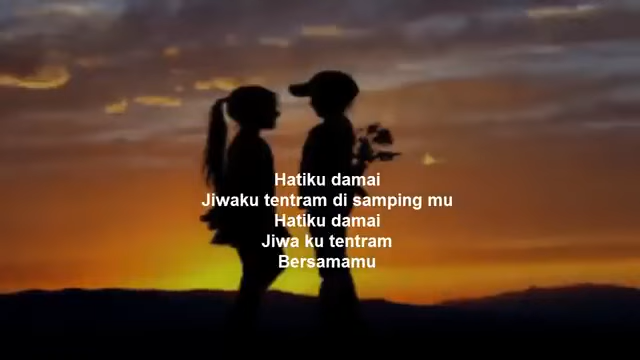 Hatiku damai
Jiwaku tentram di samping mu
Hatiku damai
Jiwa ku tentram
Bersamamu